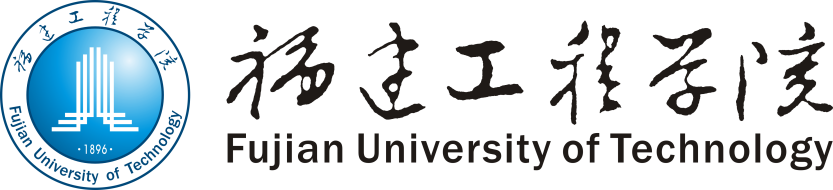 福建工程学院
Fujian University of Technology
·1896·
福建工程学院
Fujian University of Technology